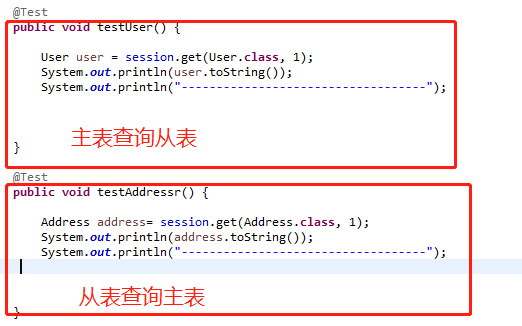 @Test
public void testUser() {
User user = session.get(User.class, 1);
System.out.println(user.toString());
System.out.println("-----------------------------------");
主表查询从表
}
@Test
public void testAddressr() {
Address address= session.get(Address.class, 1);
System.out.println(address.toString());
System.out.println("-----------------------------------");
从表查询主表
}